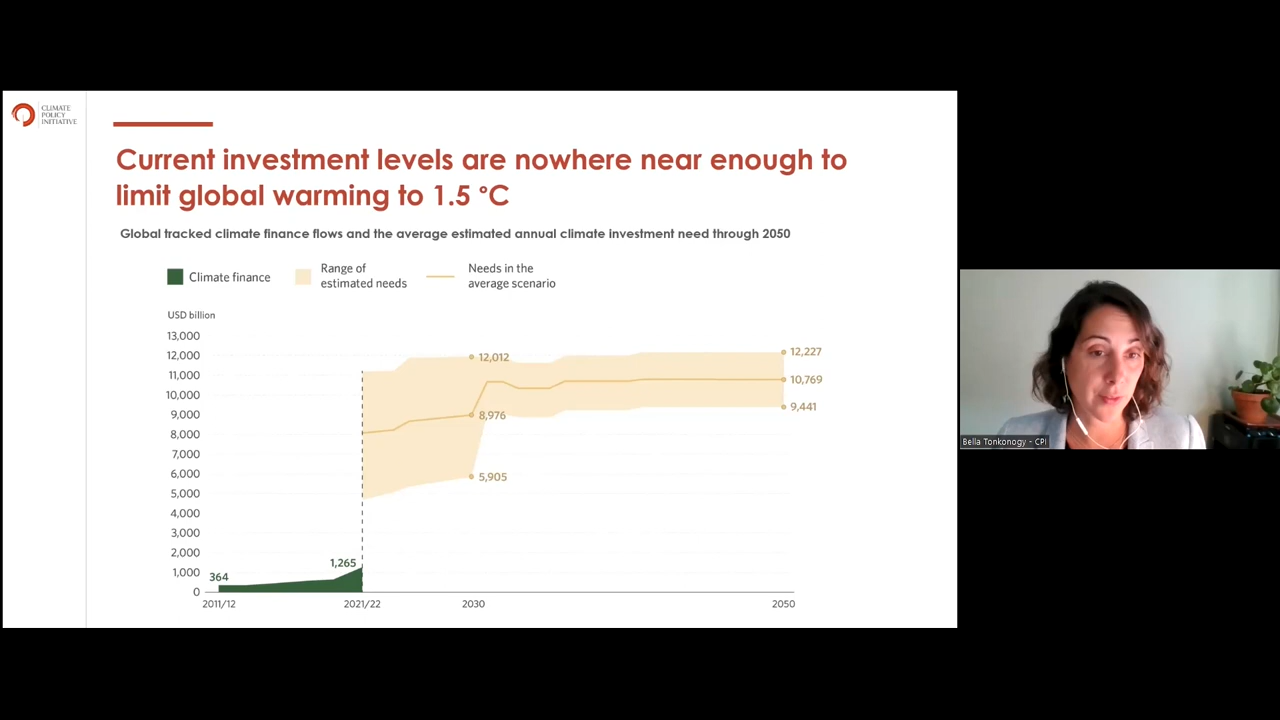 CLIMATE
POLICY
INITIATIVE
Current investment levels are nowhere near enough to
limit global warming to 1.5 °C
Global tracked climate finance flows and the average estimated annual climate investment need through 2050
Climate finance
Range of
estimated needs
Needs in the
average scenario
USD billion
13,000
12,000
11,000
10,000
9,000
8,000
7,000
6,000
5,000
4,000
3,000
2,000
1,000
0
364
1,265
12,012
8,976
5,905
12,227
10,769
9,441
2011/12
2021/22
2030
2050
Bella Tonkonogy - CPI